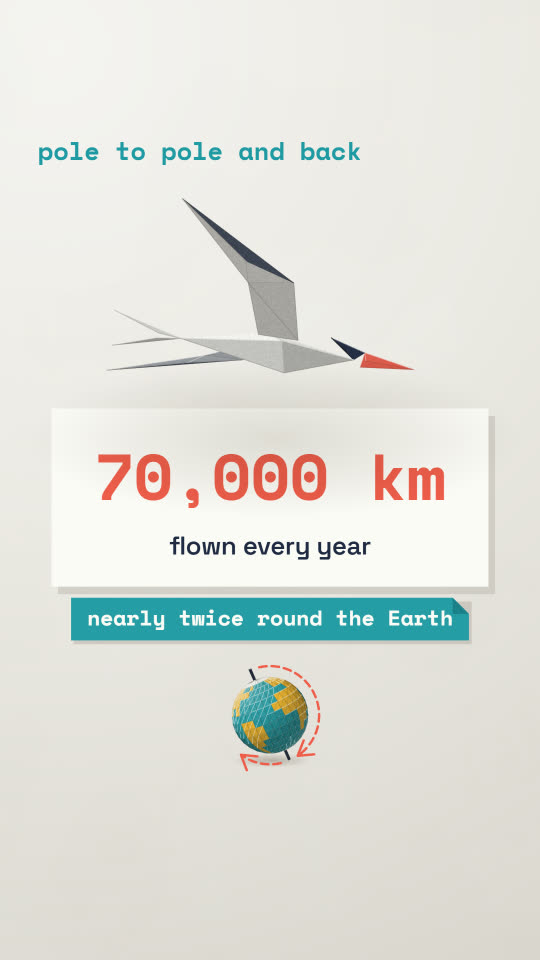 pole to pole and back
70,000 km
flown every year
nearly twice round the Earth